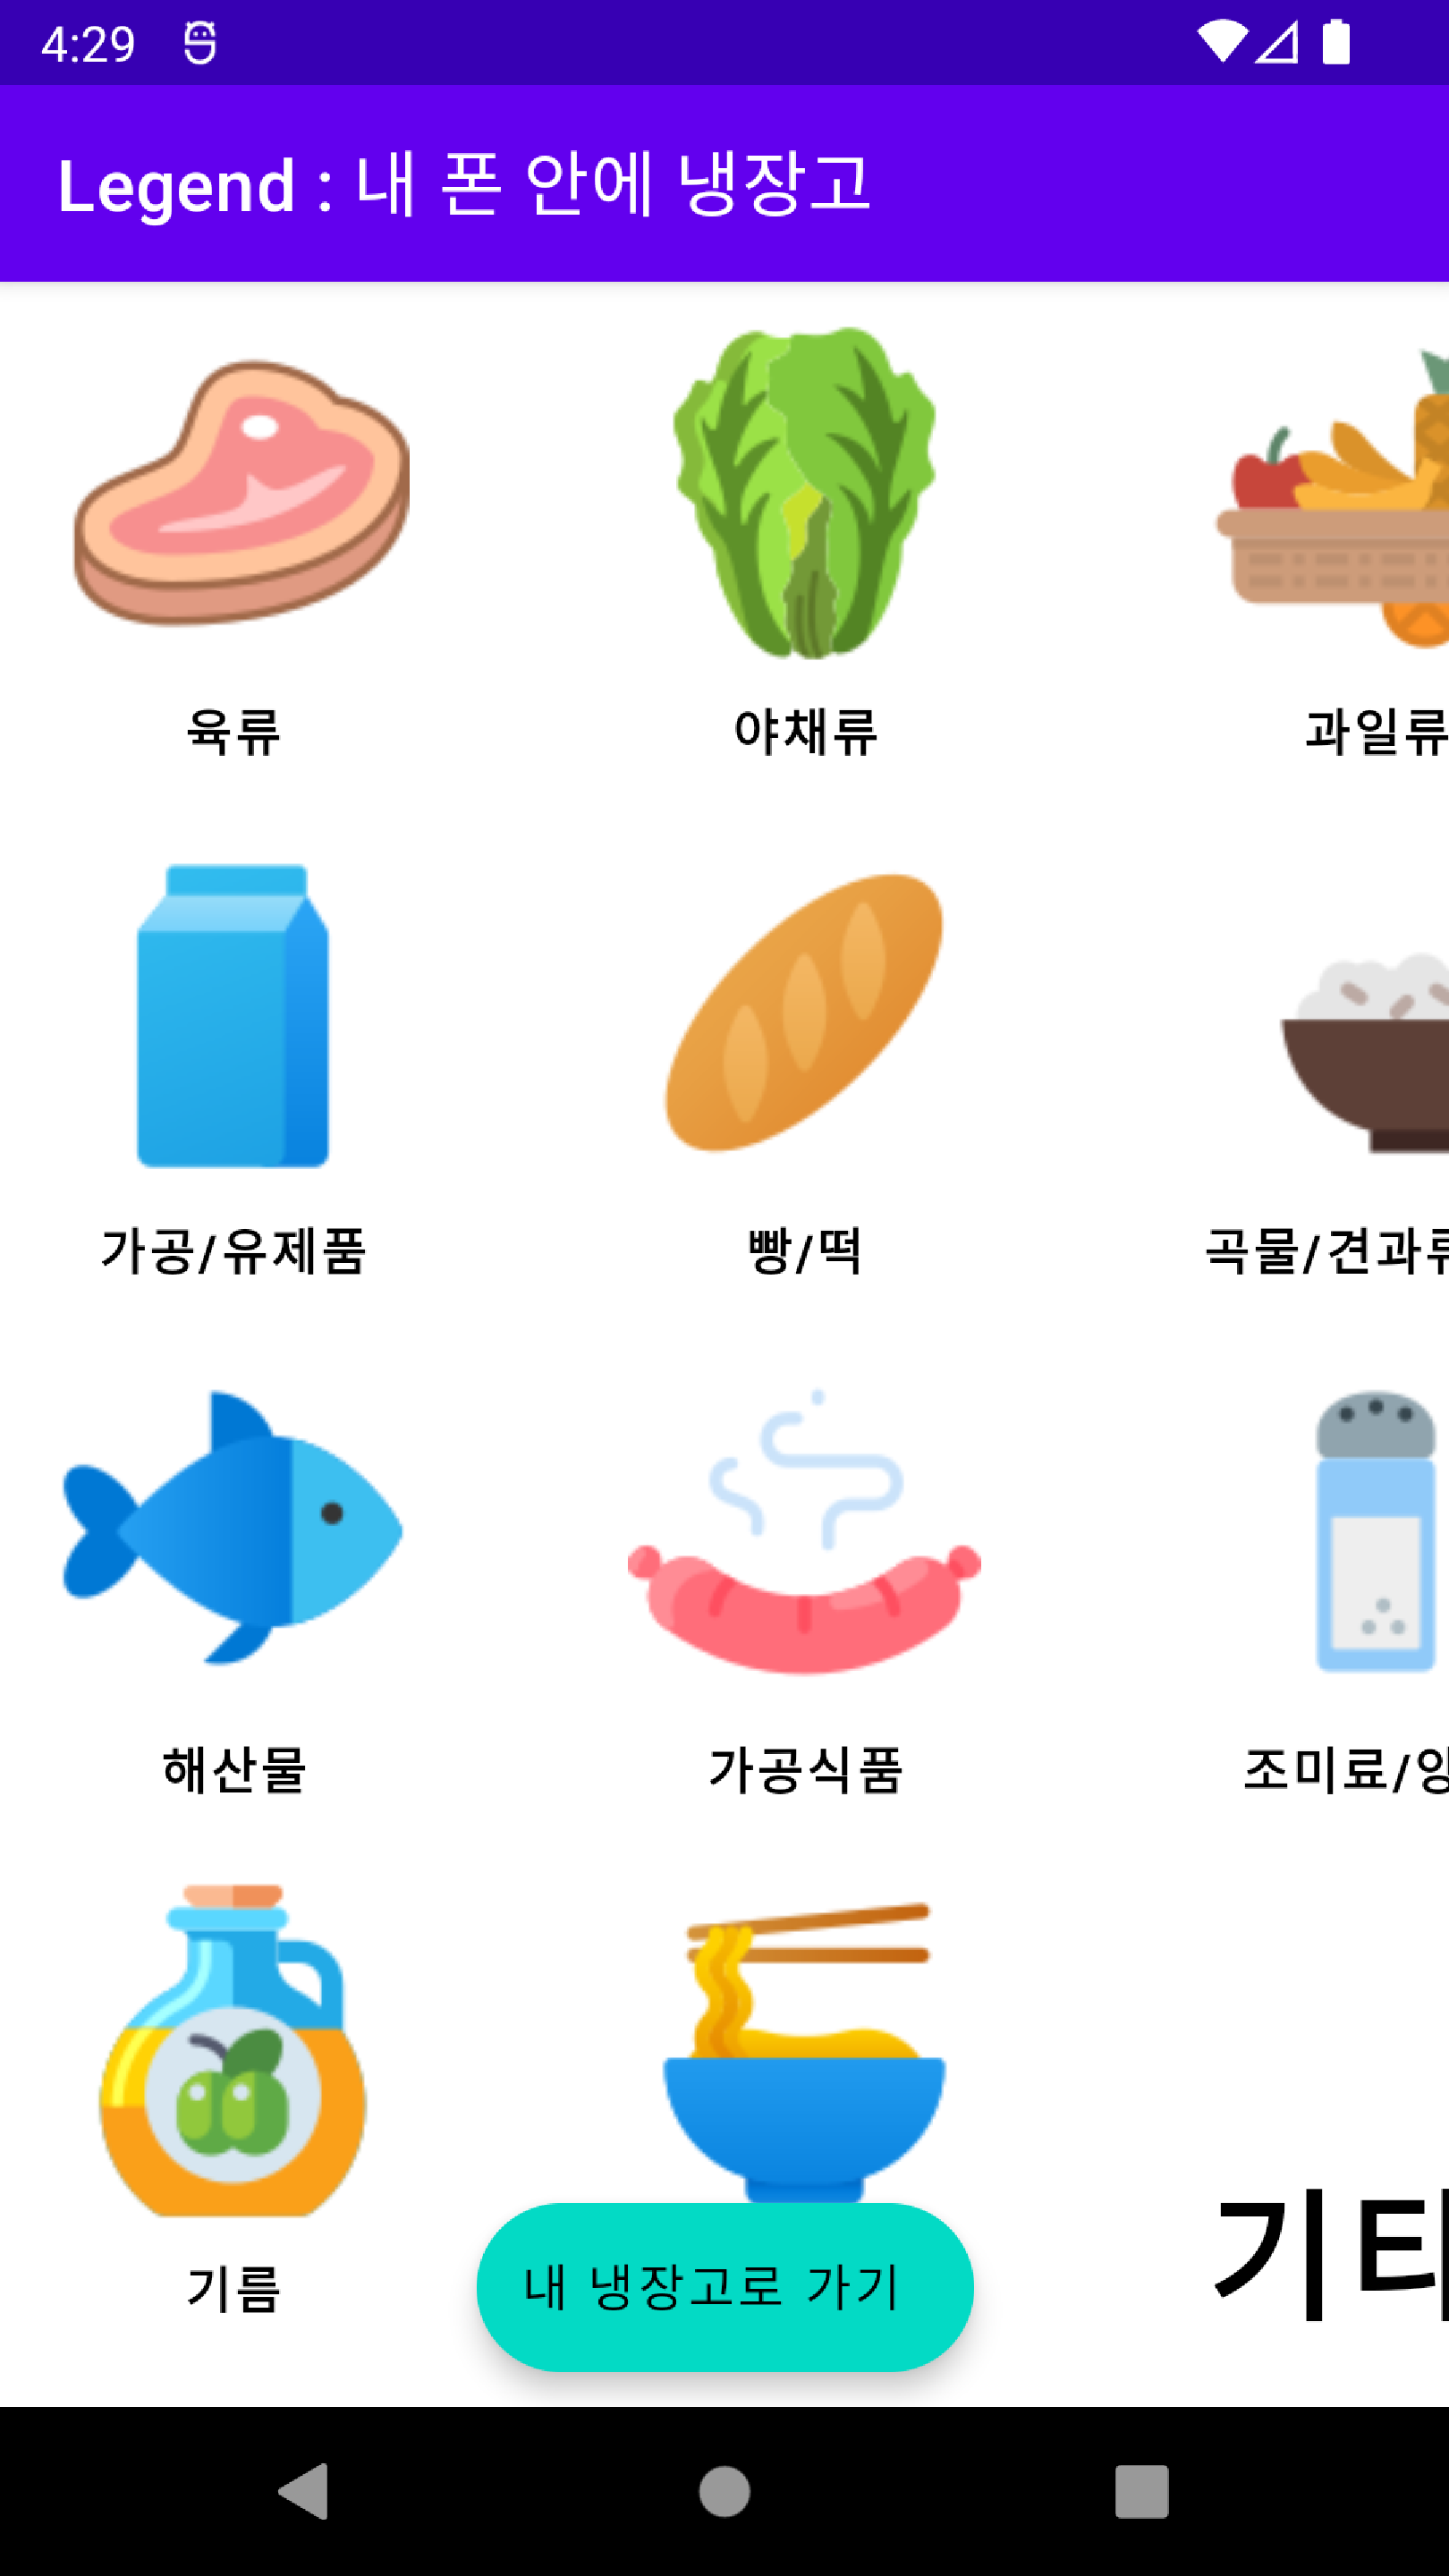 4:29
Legend : 내 폰 안에 냉장고
육류
야채류
과일류
가공/유제품
빵/떡
곡물/견과류
해산물
가공식품
조미료/
기름
내 냉장고로 가기
기타